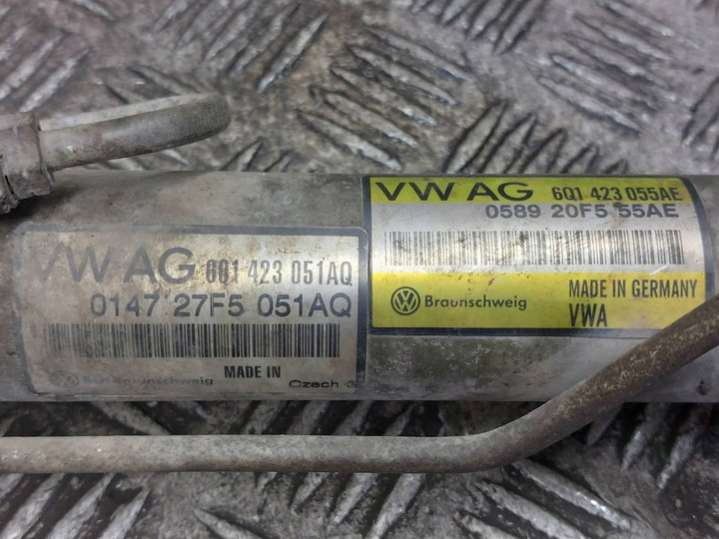 VW AG 6Q1 423 051AQ
0147 27F5 051AQ
MADE IN
Braunschweig Czech
VW AG 6Q1 423 055AE
0589 20F5 55AE
MADE IN GERMANY
Braunschweig VWA